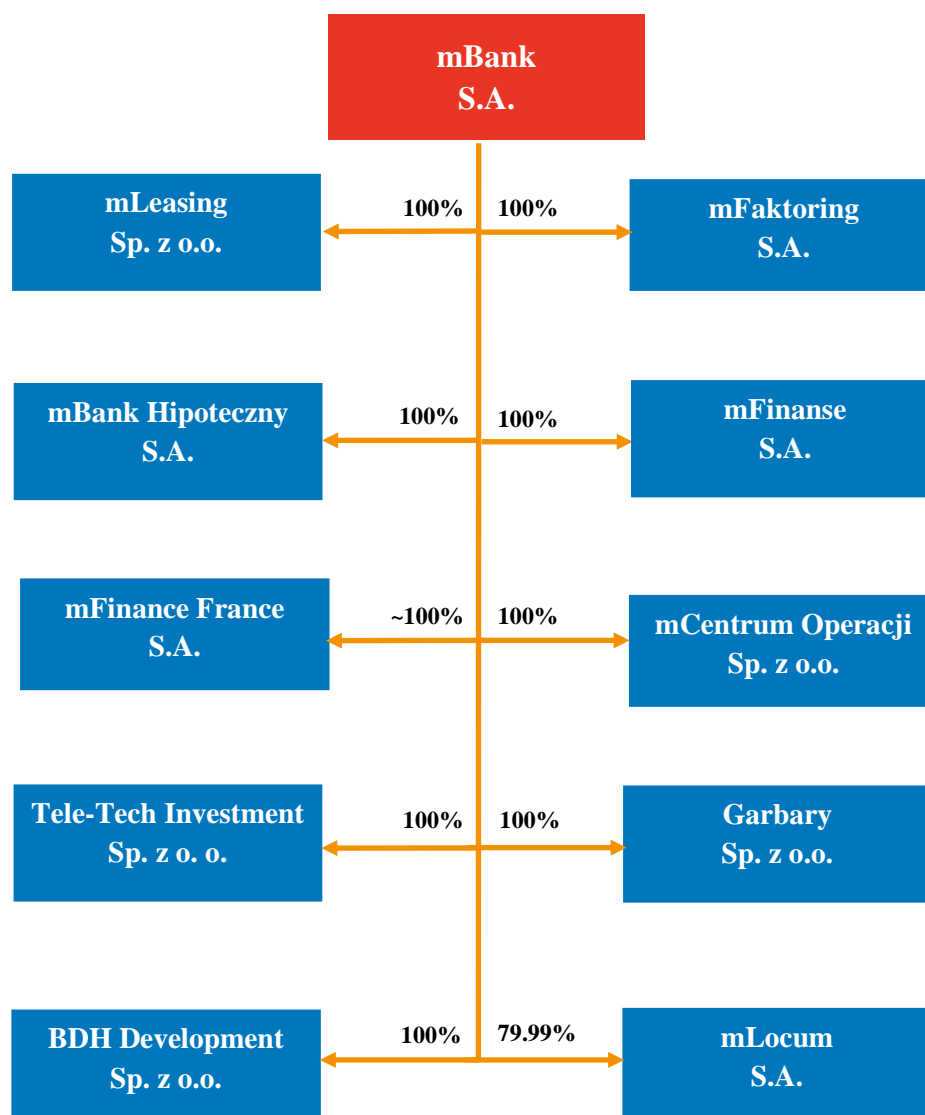 mBank
S.A.
mLeasing
Sp. z o.o.
100%
100%
mFaktoring
S.A.
mBank Hipoteczny
S.A.
100%
100%
mFinanse
S.A.
mFinance France
S.A.
~100%
100%
mCentrum Operacji
Sp. z o.o.
Tele-Tech Investment
Sp. z o. o.
100%
100%
Garbary
Sp. z o.o.
BDH Development
Sp. z o.o.
100%
79.99%
mLocum
S.A.